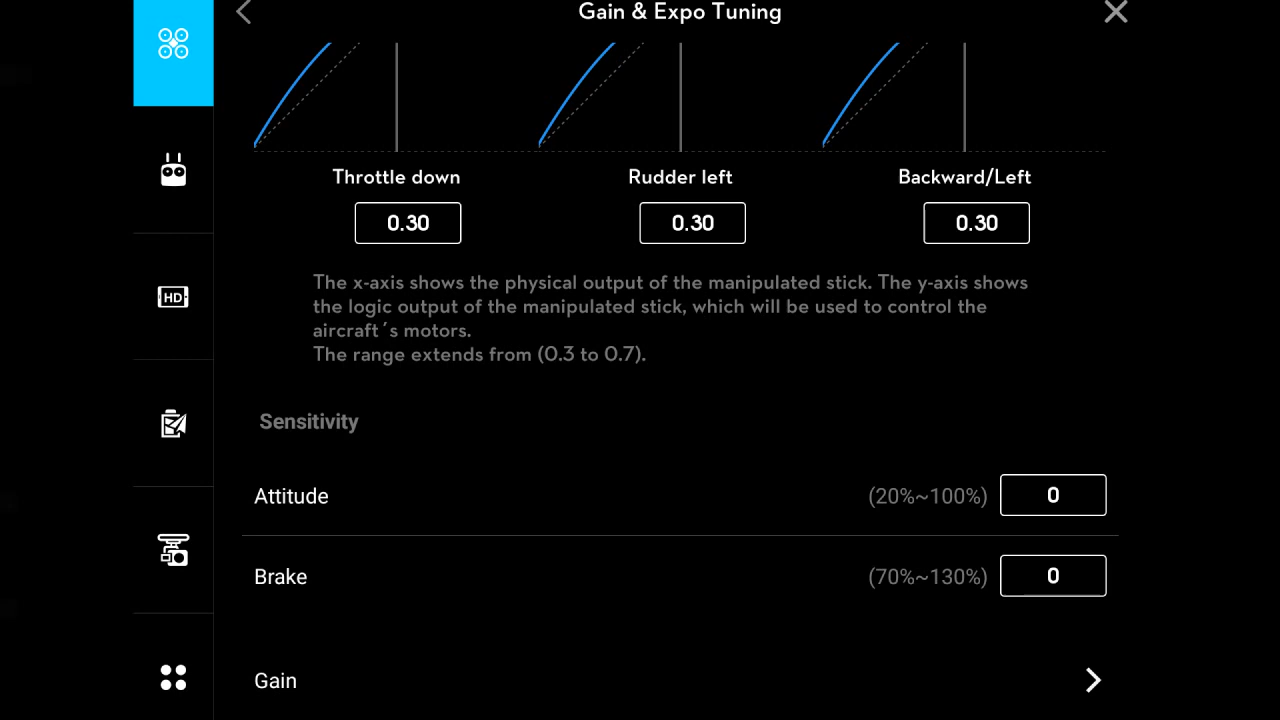 Gain & Expo Tuning
Throttle down
Rudder left
Backward/Left
0.30
0.30
0.30
The x-axis shows the physical output of the manipulated stick. The y-axis shows
the logic output of the manipulated stick, which will be used to control the
aircraft´s motors.
The range extends from (0.3 to 0.7).
Sensitivity
Attitude
(20%~100%)
0
HD
Brake
(70%~130%)
0
Gain